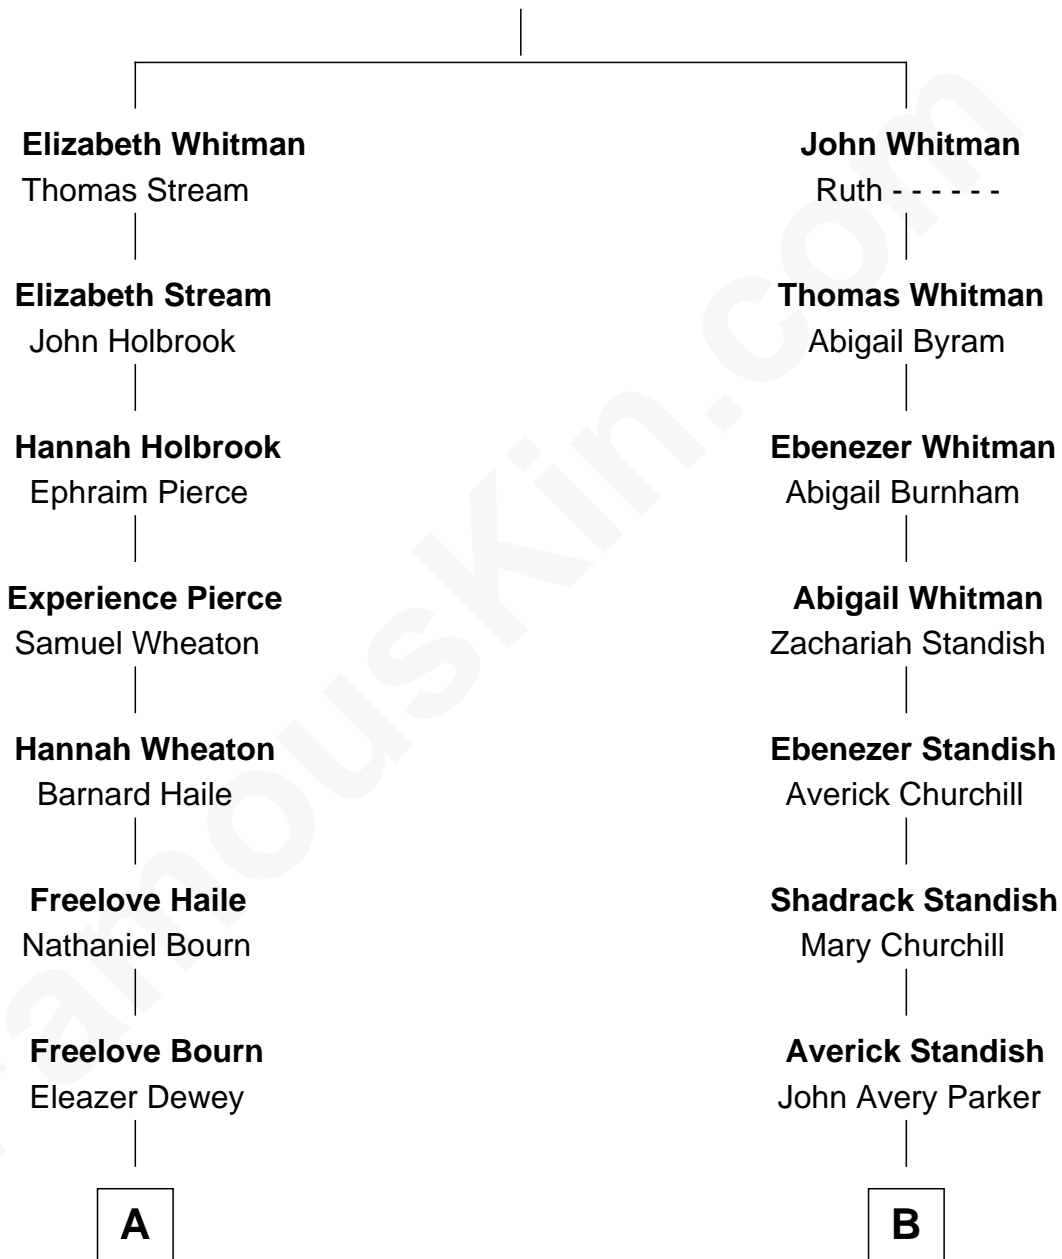 Elizabeth Whitman
Thomas Stream
Elizabeth Stream
John Holbrook
Hannah Holbrook
Ephraim Pierce
Experience Pierce
Samuel Wheaton
Hannah Wheaton
Barnard Haile
Freelove Haile
Nathaniel Bourn
Freelove Bourn
Eleazer Dewey
A
John Whitman
Ruth - - - - - -
Thomas Whitman
Abigail Byram
Ebenezer Whitman
Abigail Burnham
Abigail Whitman
Zachariah Standish
Ebenezer Standish
Averick Churchill
Shadrack Standish
Mary Churchill
Averick Standish
John Avery Parker
B
FamousKin.com